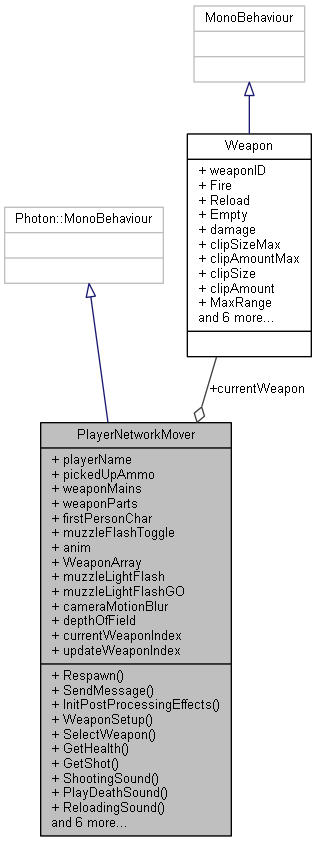 MonoBehaviour
Weapon
+ weaponID
+ Fire
+ Reload
+ Empty
+ damage
+ clipSizeMax
+ clipAmountMax
+ clipSize
+ clipAmount
+ MaxRange
and 6 more...
Photon::MonoBehaviour
+currentWeapon
PlayerNetworkMover
+ playerName
+ pickedUpAmmo
+ weaponMains
+ weaponParts
+ firstPersonChar
+ muzzleFlashToggle
+ anim
+ WeaponArray
+ muzzleLightFlash
+ muzzleLightFlashGO
+ cameraMotionBlur
+ depthOfField
+ currentWeaponIndex
+ updateWeaponIndex
+ Respawn()
+ SendMessage()
+ InitPostProcessingEffects()
+ WeaponSetup()
+ SelectWeapon()
+ GetHealth()
+ GetShot()
+ ShootingSound()
+ PlayDeathSound()
+ ReloadingSound()
and 6 more...